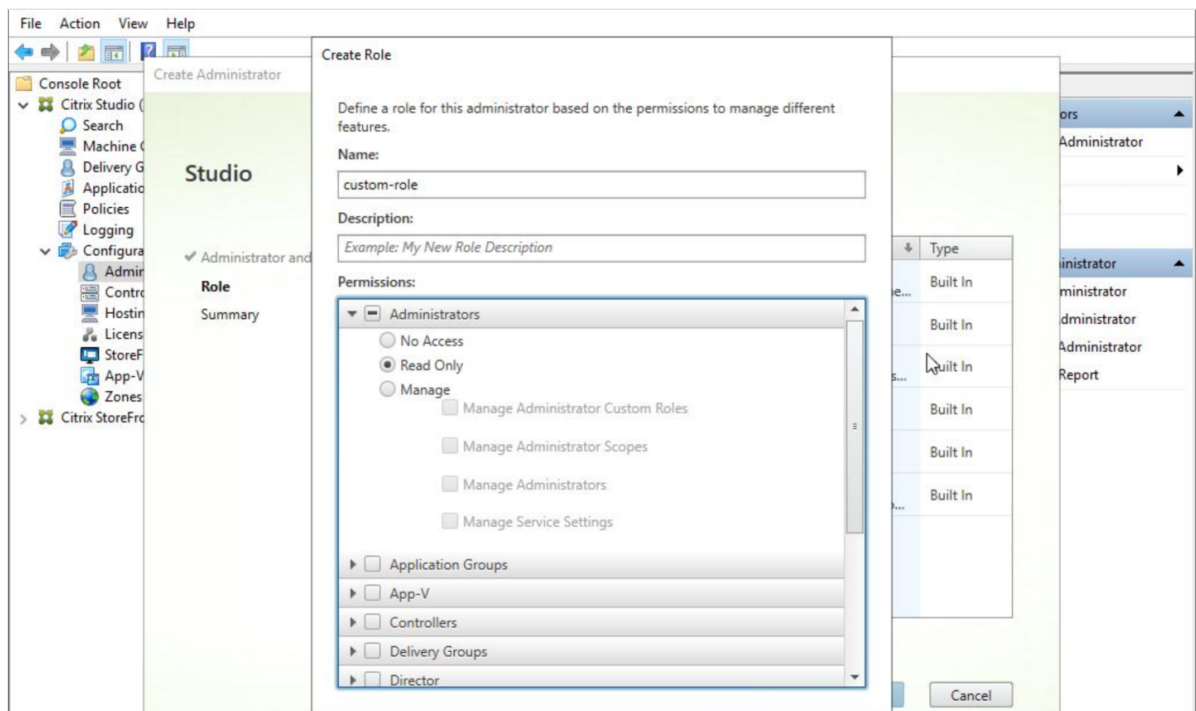 File Action View Help
Create Role
Create Administrator
Console Root
Citrix Studio (
Search
Machine
Delivery G
Applicatio
Policies
Logging
Configura
Admir
Contro
Hostin
Licens
StoreF
App-V
Zones
Citrix StoreFro
Studio
Administrator and
Role
Summary
Define a role for this administrator based on the permissions to manage different
features.
Name:
custom-role
Description:
Example: My New Role Description
Permissions:
Administrators
No Access
Read Only
Manage
Manage Administrator Custom Roles
Manage Administrator Scopes
Manage Administrators
Manage Service Settings
Application Groups
App-V
Controllers
Delivery Groups
Director
Type
Built In
Built In
Built In
Built In
Built In
Built In
Cancel
ors
Administrator
inistrator
ministrator
dministrator
Administrator
Report